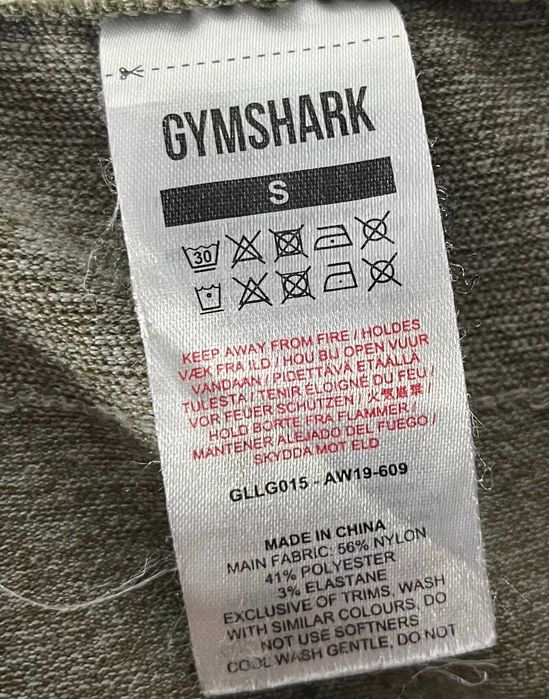 GYMSHARK
S
30
KEEP AWAY FROM FIRE / HOLDES
VÆK FRA ILD / HOU BIJ OPEN VUUR
VANDAAN / PIDETTÄVÄ ETÄÄLLÄ
TULESTA / TENIR ÉLOIGNÉ DU FEU /
VOR FEUER SCHÜTZEN / 火気厳禁 /
HOLD BORTE FRA FLAMMER /
MANTENER ALEJADO DEL FUEGO /
SKYDDA MOT ELD
GLLG015 - AW19-609
MADE IN CHINA
MAIN FABRIC: 56% NYLON
41% POLYESTER
3% ELASTANE
EXCLUSIVE OF TRIMS, WASH
WITH SIMILAR COLOURS, DO
NOT USE SOFTNERS
COOL WASH GENTLE, DO NOT